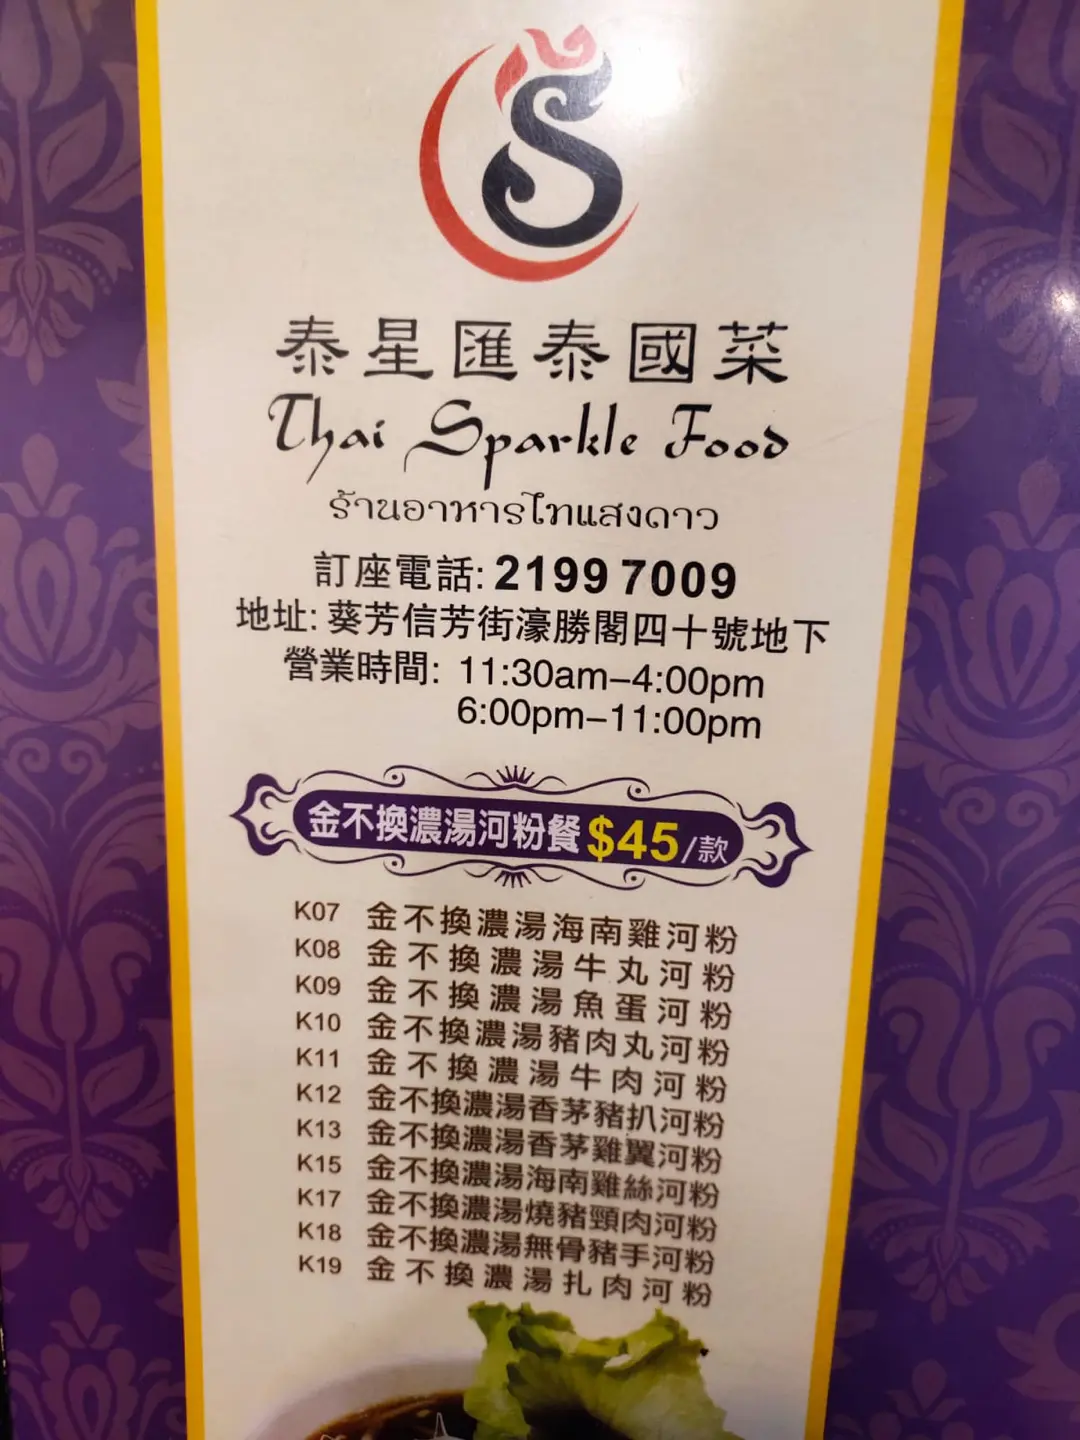 S
泰星匯泰國菜
Thai Sparkle Food
ร้านอาหารไทแสงดาว
訂座電話: 2199 7009
地址: 葵芳信芳街濠勝閣四十號地下
營業時間: 11:30am–4:00pm
6:00pm–11:00pm
金不換濃湯河粉餐 $45/款
K07 金不換濃湯海南雞河粉
K08 金不換濃湯牛丸河粉
K09 金不換濃湯魚蛋河粉
K10 金不換濃湯豬肉丸河粉
K11 金不換濃湯牛肉河粉
K12 金不換濃湯香茅豬扒河粉
K13 金不換濃湯香茅雞翼河粉
K15 金不換濃湯海南雞絲河粉
K17 金不換濃湯燒豬頸肉河粉
K18 金不換濃湯無骨豬手河粉
K19 金不換濃湯扎肉河粉